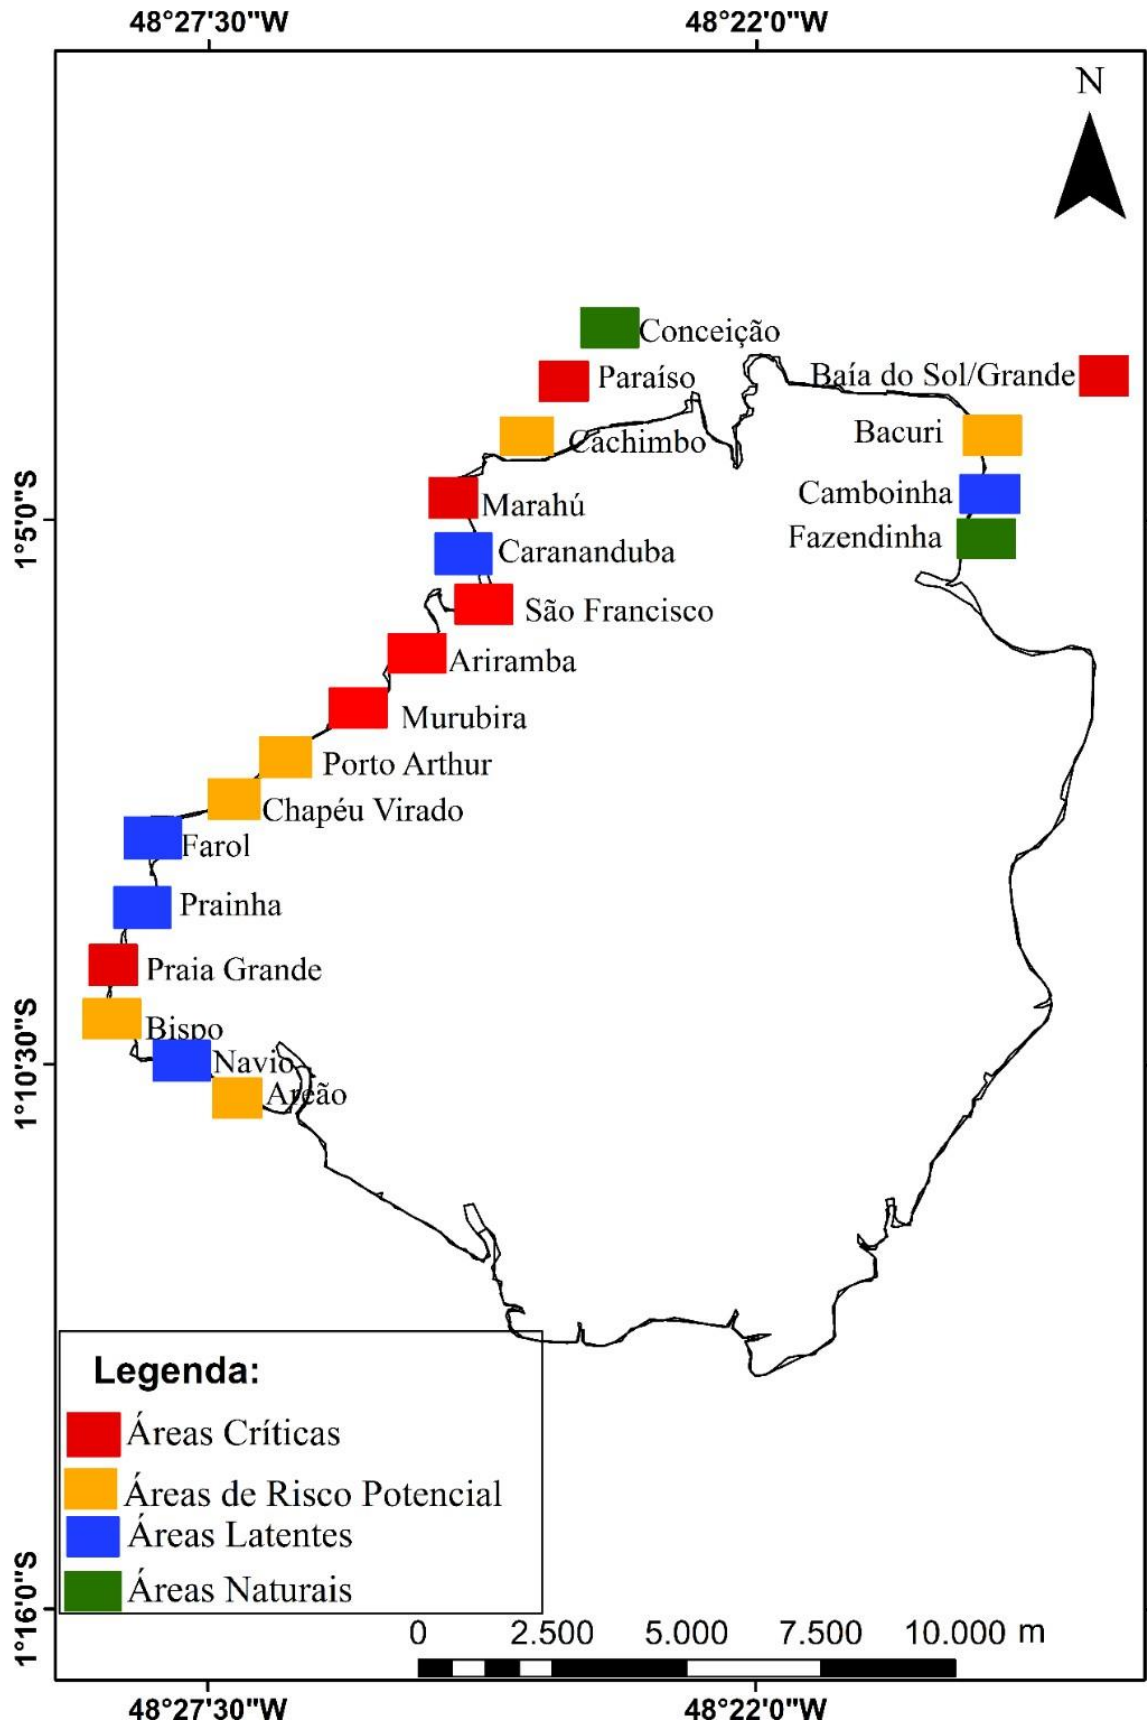 48°27'30"W
48°22'0"W
N
Conceição
Paraíso
Baía do Sol/Grande
Cachimbo
Bacuri
Marahú
Camboinha
1°5'0"S
Carananduba
Fazendinha
São Francisco
Ariramba
Murubira
Porto Arthur
Chapéu Virado
Farol
Prainha
Praia Grande
Bispo
Navio
1°10'30"S
Areão
Legenda:
Áreas Críticas
Áreas de Risco Potencial
Áreas Latentes
Áreas Naturais
1°16'0"S
0 2.500 5.000 7.500 10.000 m
48°27'30"W
48°22'0"W